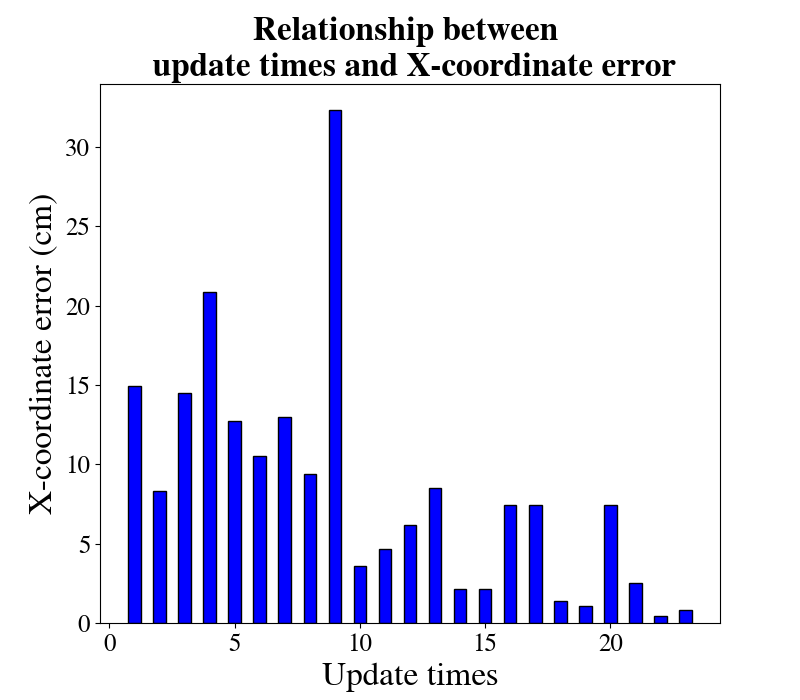 Relationship between
update times and X-coordinate error
X-coordinate error (cm)
30
25
20
15
10
5
0
0 5 10 15 20
Update times